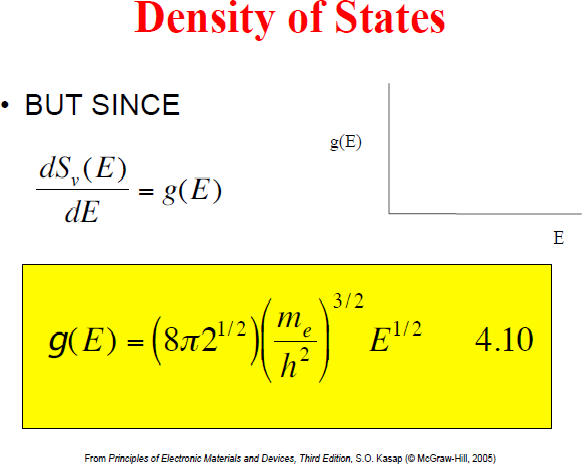 Density of States
• BUT SINCE
g(E)
dS_v(E)/dE = g(E)
E
g(E) = (8π2^{1/2})(m_e/h^2)^{3/2} E^{1/2} 4.10
From Principles of Electronic Materials and Devices, Third Edition, S.O. Kasap (© McGraw-Hill, 2005)